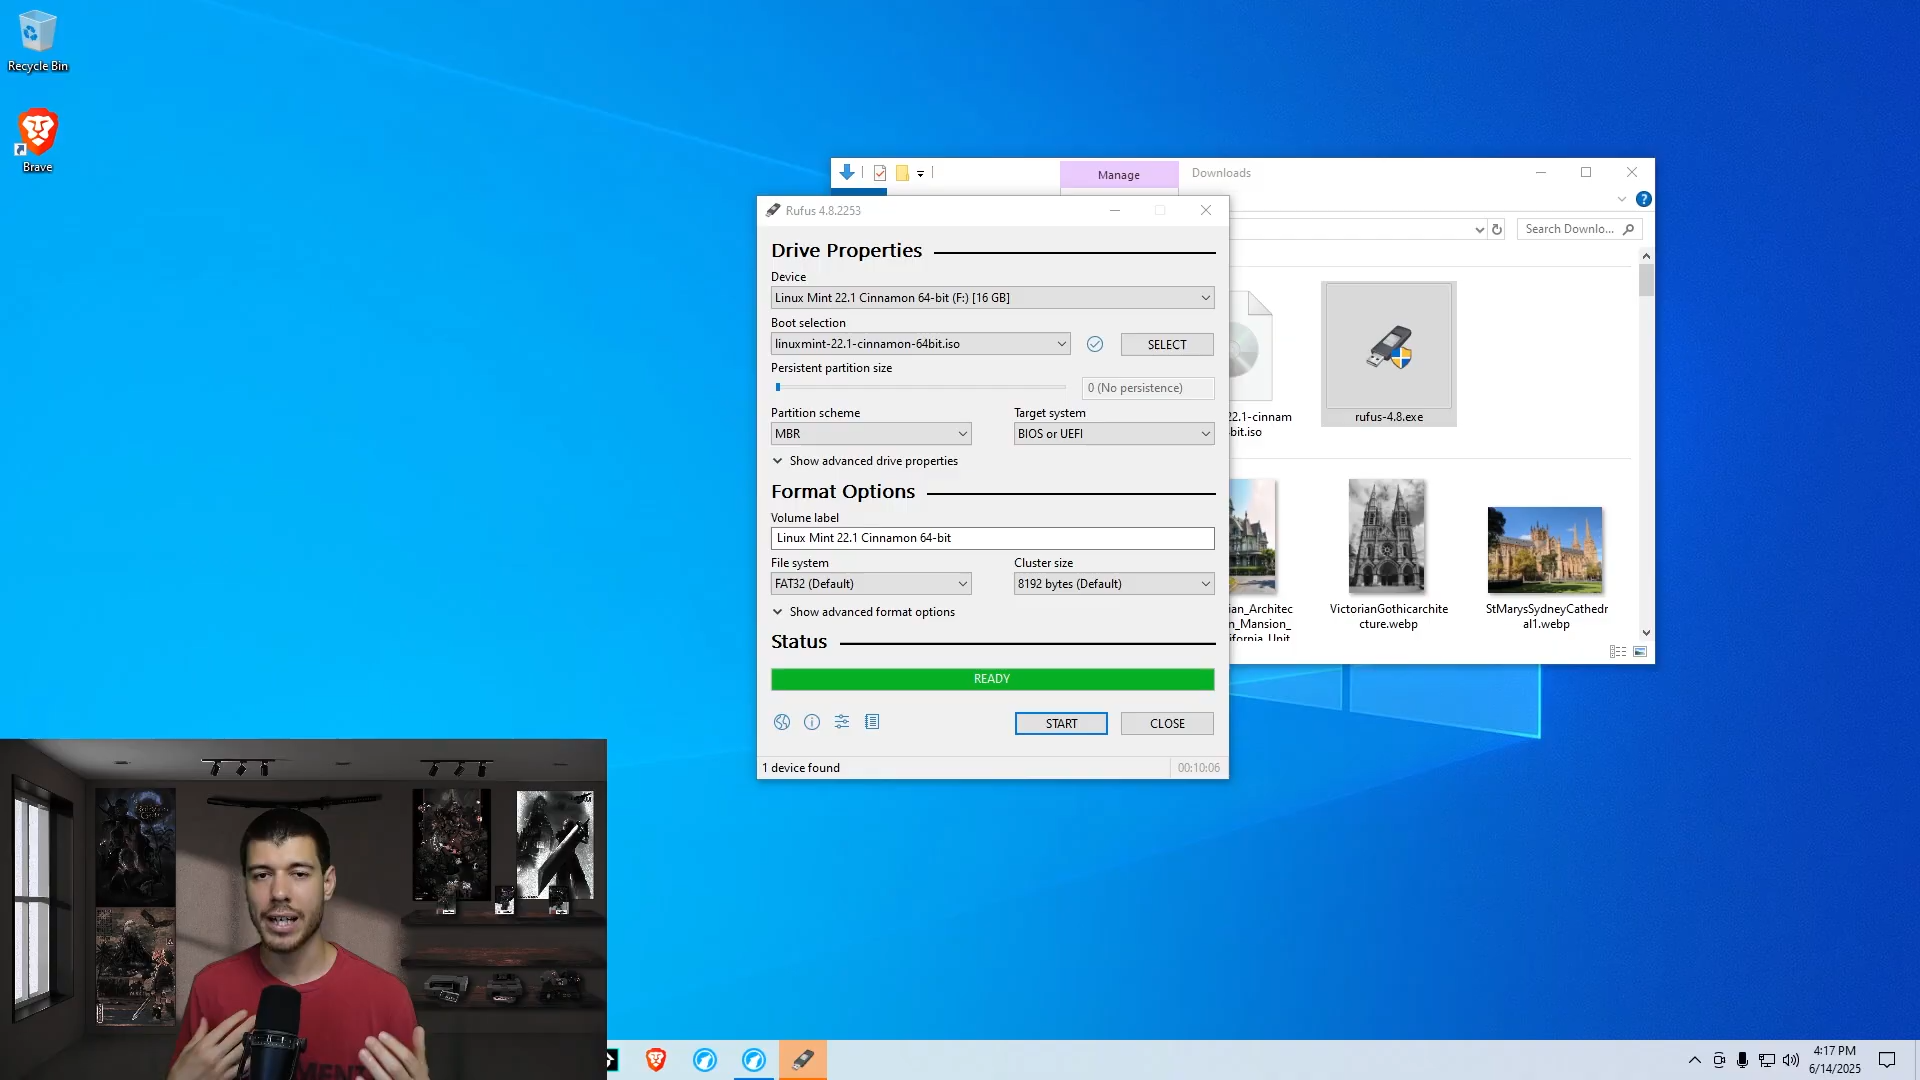 Recycle Bin
Brave
Manage
Downloads
Search Downlo...
Rufus 4.8.2253
Drive Properties
Device
Linux Mint 22.1 Cinnamon 64-bit (F:) [16 GB]
Boot selection
linuxmint-22.1-cinnamon-64bit.iso
SELECT
Persistent partition size
0 (No persistence)
Partition scheme
Target system
MBR
BIOS or UEFI
Show advanced drive properties
Format Options
Volume label
Linux Mint 22.1 Cinnamon 64-bit
File system
Cluster size
FAT32 (Default)
8192 bytes (Default)
Show advanced format options
Status
READY
START
CLOSE
1 device found
00:10:06
22.1-cinnam
bit.iso
rufus-4.8.exe
ian_Architec
n_Mansion_
ifornia_Unit
VictorianGothicarchite
cture.webp
StMarysSydneyCathedr
al1.webp
4:17 PM
6/14/2025